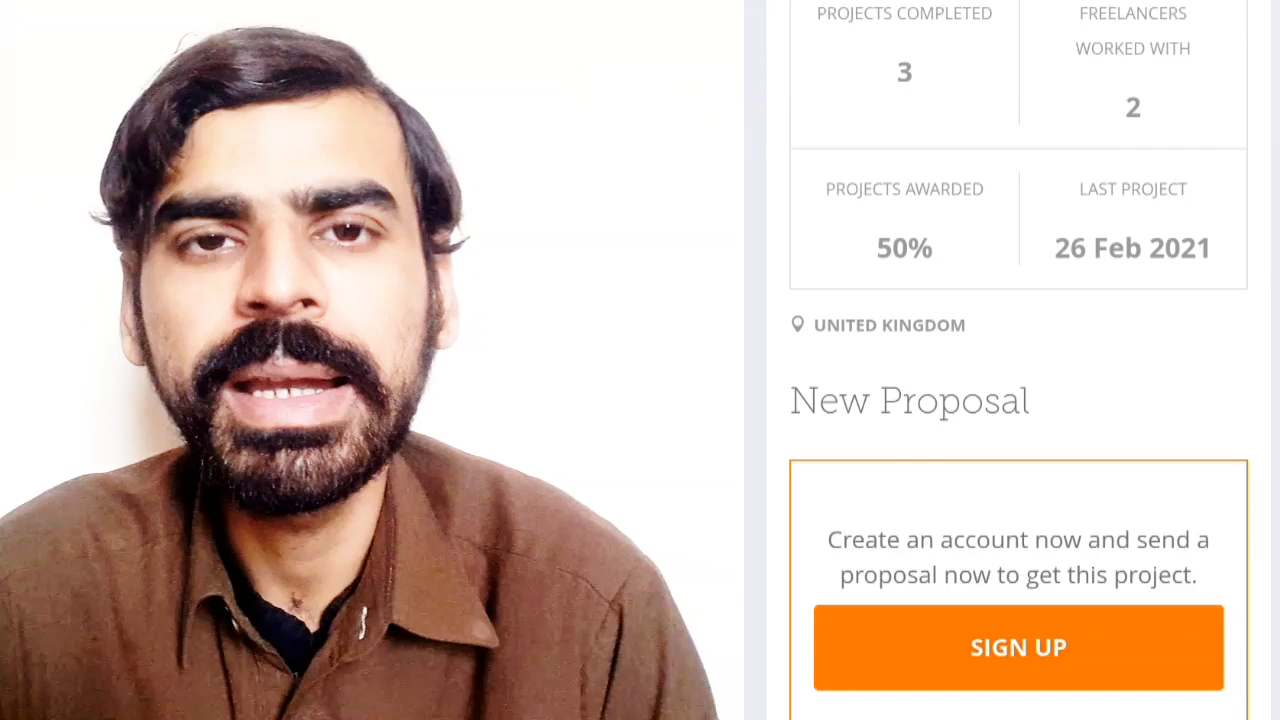 PROJECTS COMPLETED
3
FREELANCERS
WORKED WITH
2
PROJECTS AWARDED
50%
LAST PROJECT
26 Feb 2021
UNITED KINGDOM
New Proposal
Create an account now and send a
proposal now to get this project.
SIGN UP